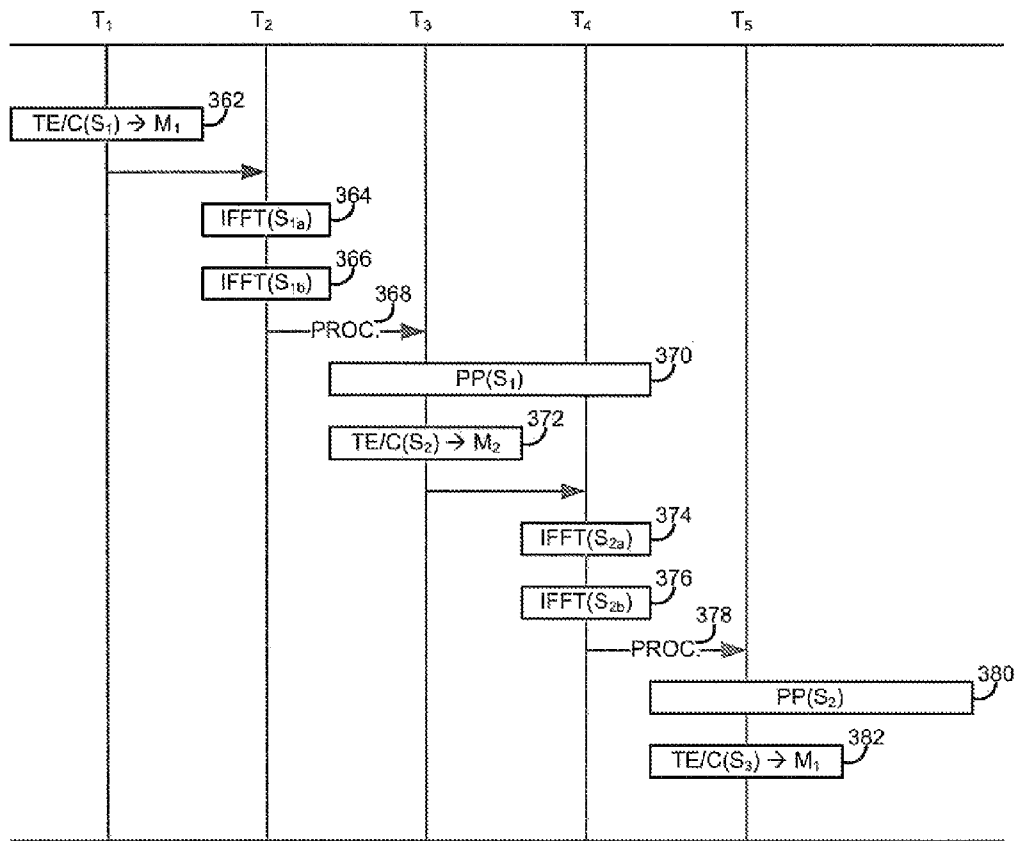 T₁ T₂ T₃ T₄ T₅
362
TE/C(S₁) → M₁
364
IFFT(S₁ₐ)
366
IFFT(S₁b)
368
PROC.
370
PP(S₁)
372
TE/C(S₂) → M₂
374
IFFT(S₂ₐ)
376
IFFT(S₂b)
378
PROC.
380
PP(S₂)
382
TE/C(S₃) → M₁